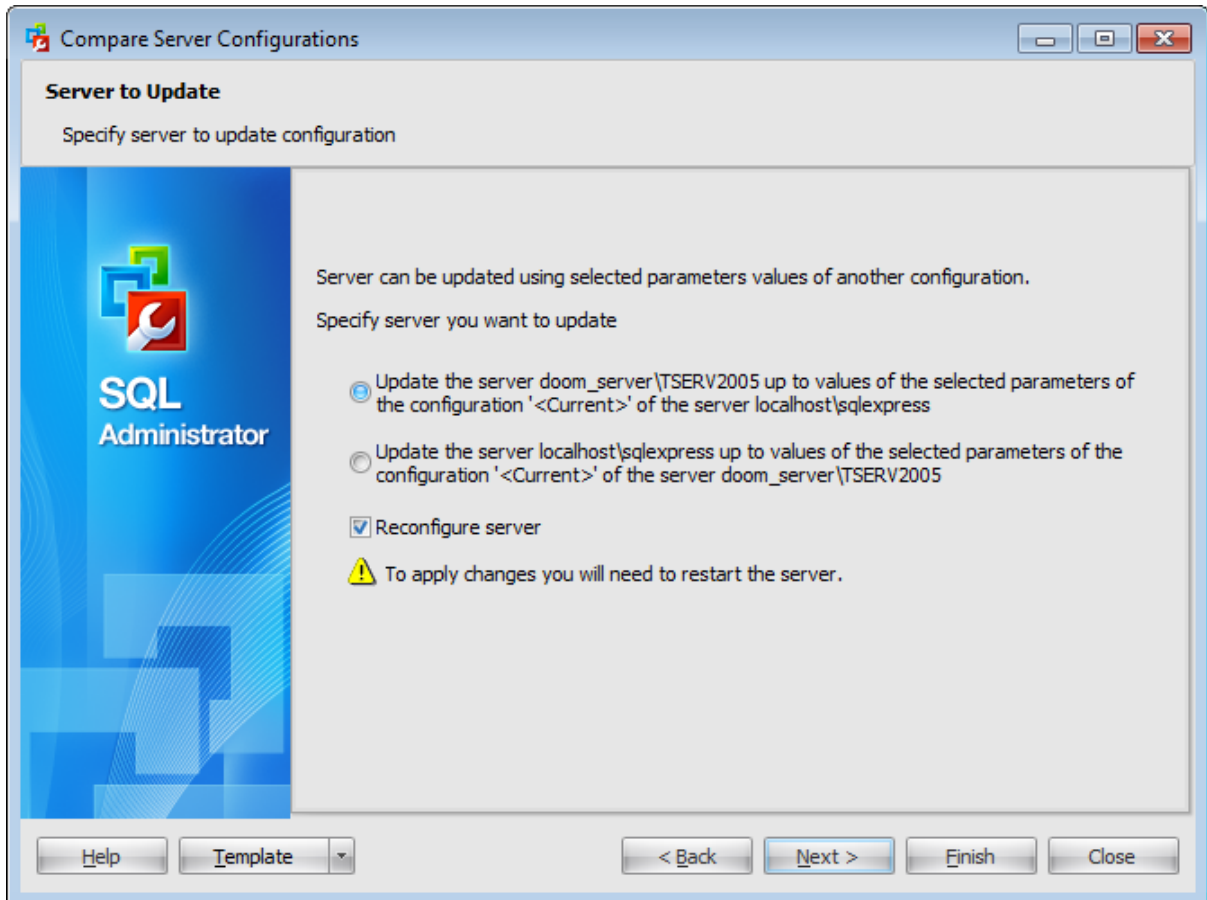 Compare Server Configurations
Server to Update
Specify server to update configuration
SQL
Administrator
Server can be updated using selected parameters values of another configuration.
Specify server you want to update
Update the server doom_server\TSERV2005 up to values of the selected parameters of
the configuration '<Current>' of the server localhost\sqlexpress
Update the server localhost\sqlexpress up to values of the selected parameters of the
configuration '<Current>' of the server doom_server\TSERV2005
Reconfigure server
To apply changes you will need to restart the server.
Help Template < Back Next > Finish Close